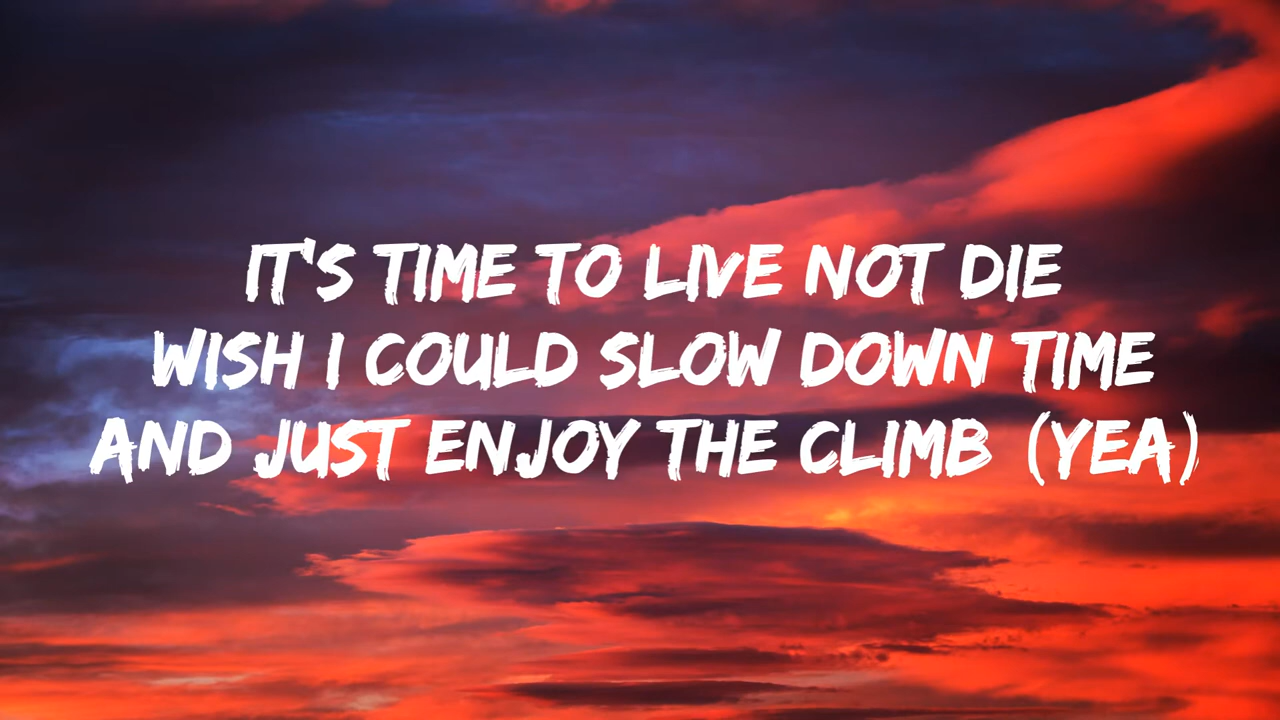 IT'S TIME TO LIVE NOT DIE
WISH I COULD SLOW DOWN TIME
AND JUST ENJOY THE CLIMB (YEA)